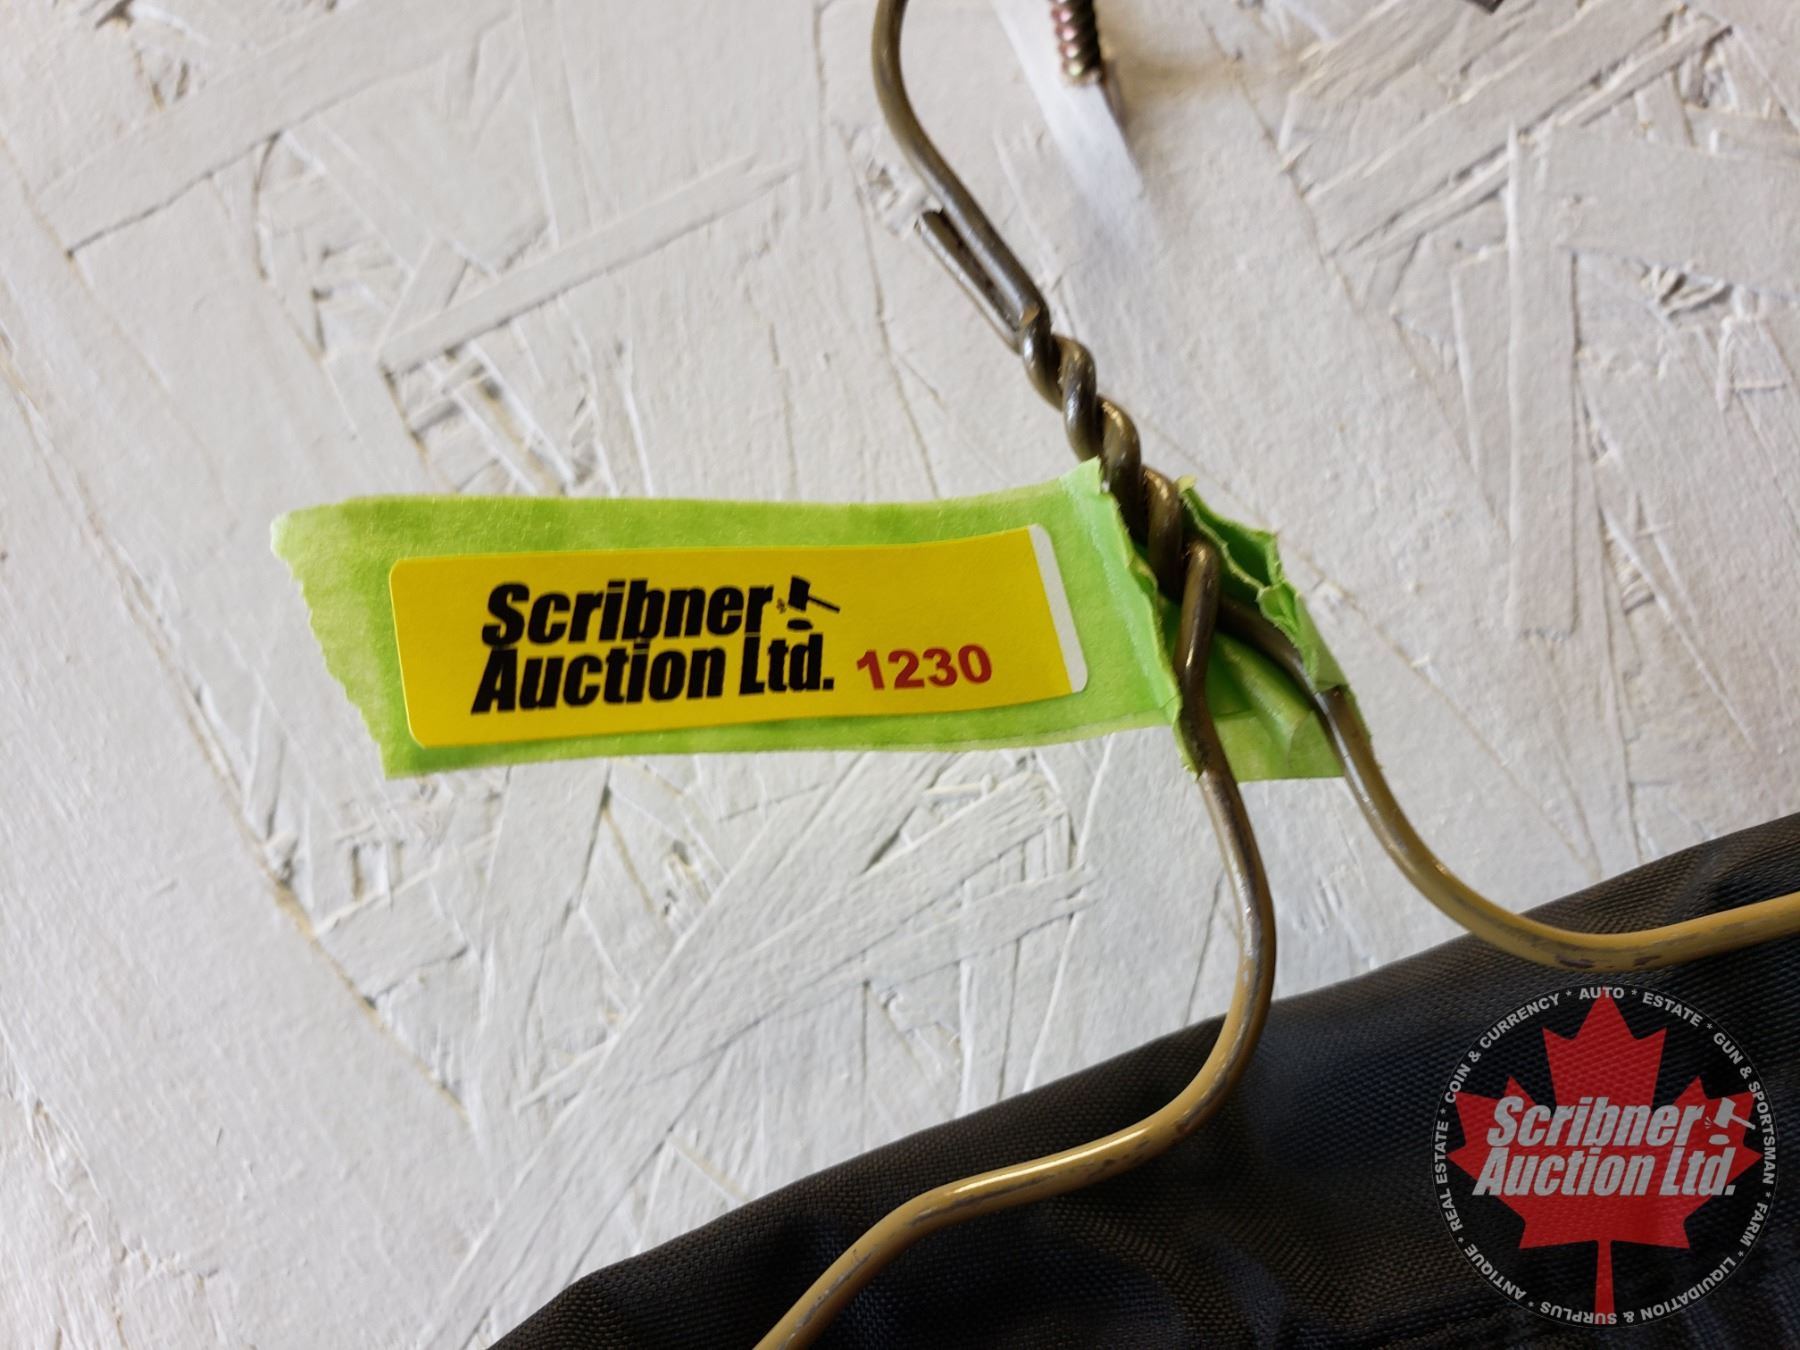 Scribner
Auction Ltd. 1230
REAL ESTATE * COIN & CURRENCY * AUTO * ESTATE * GUN & SPORTSMAN * FARM * LIQUIDATION & SURPLUS * ANTIQUE *
Scribner
Auction Ltd.